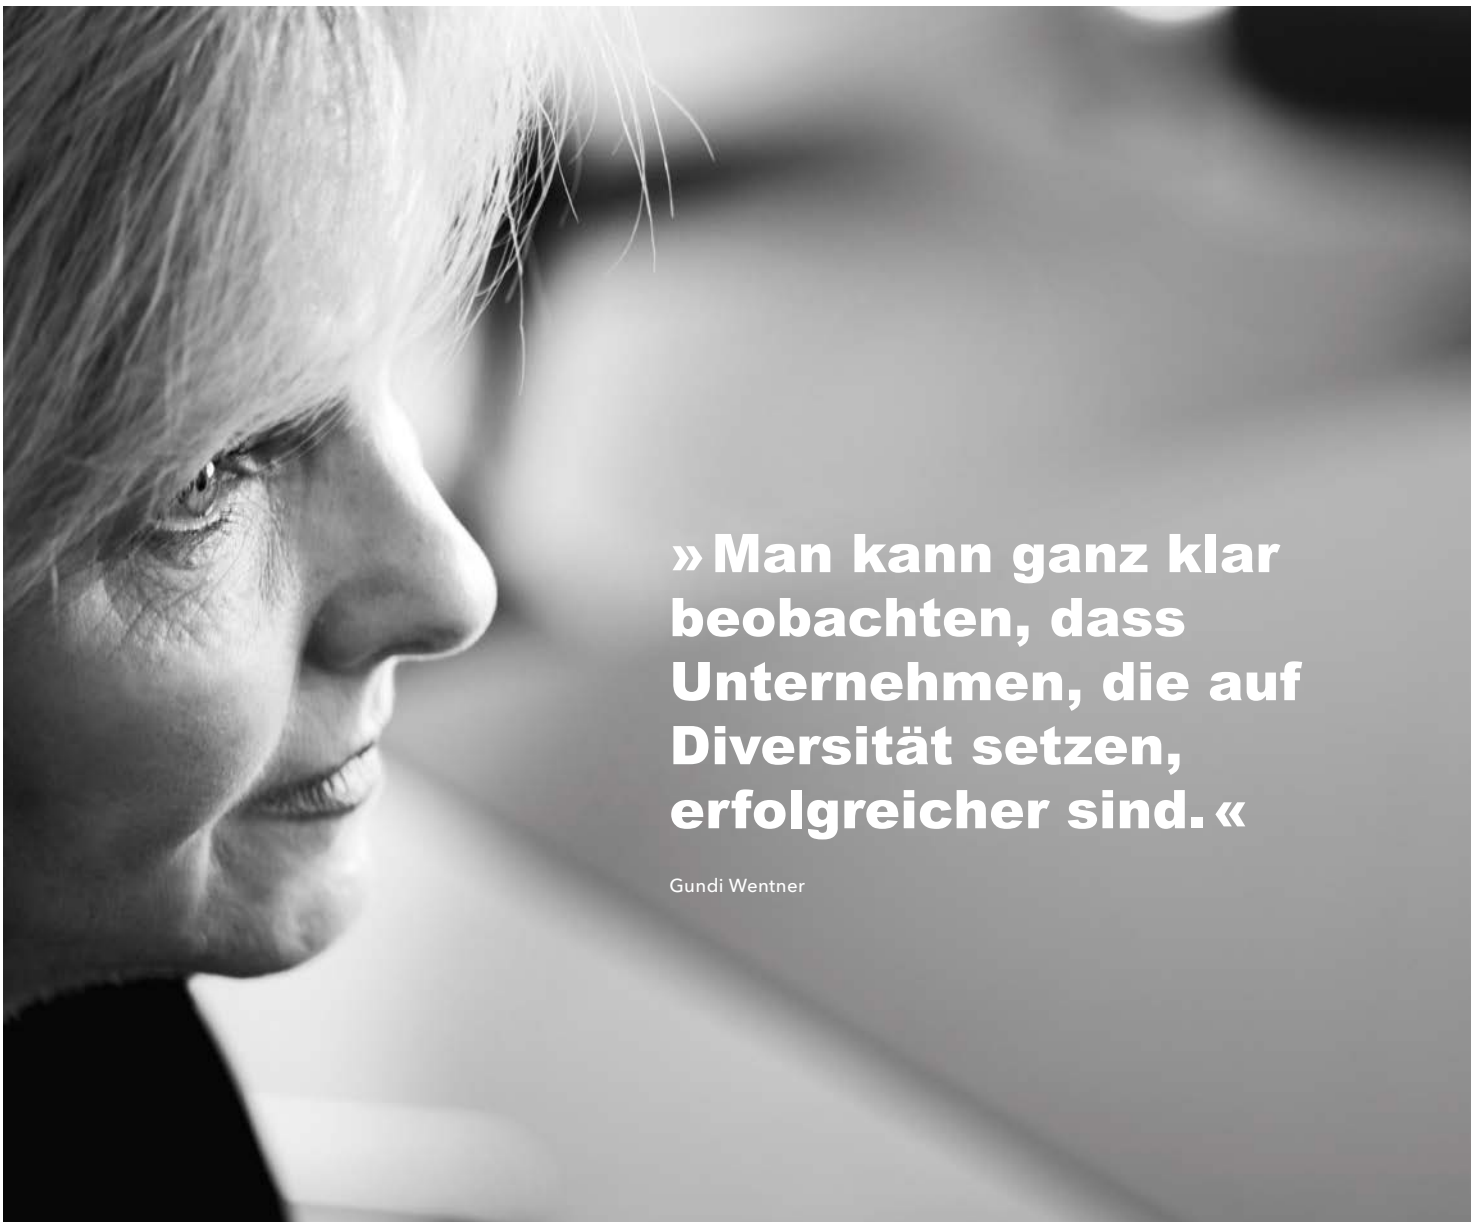 »Man kann ganz klar
beobachten, dass
Unternehmen, die auf
Diversität setzen,
erfolgreicher sind.«
Gundi Wentner